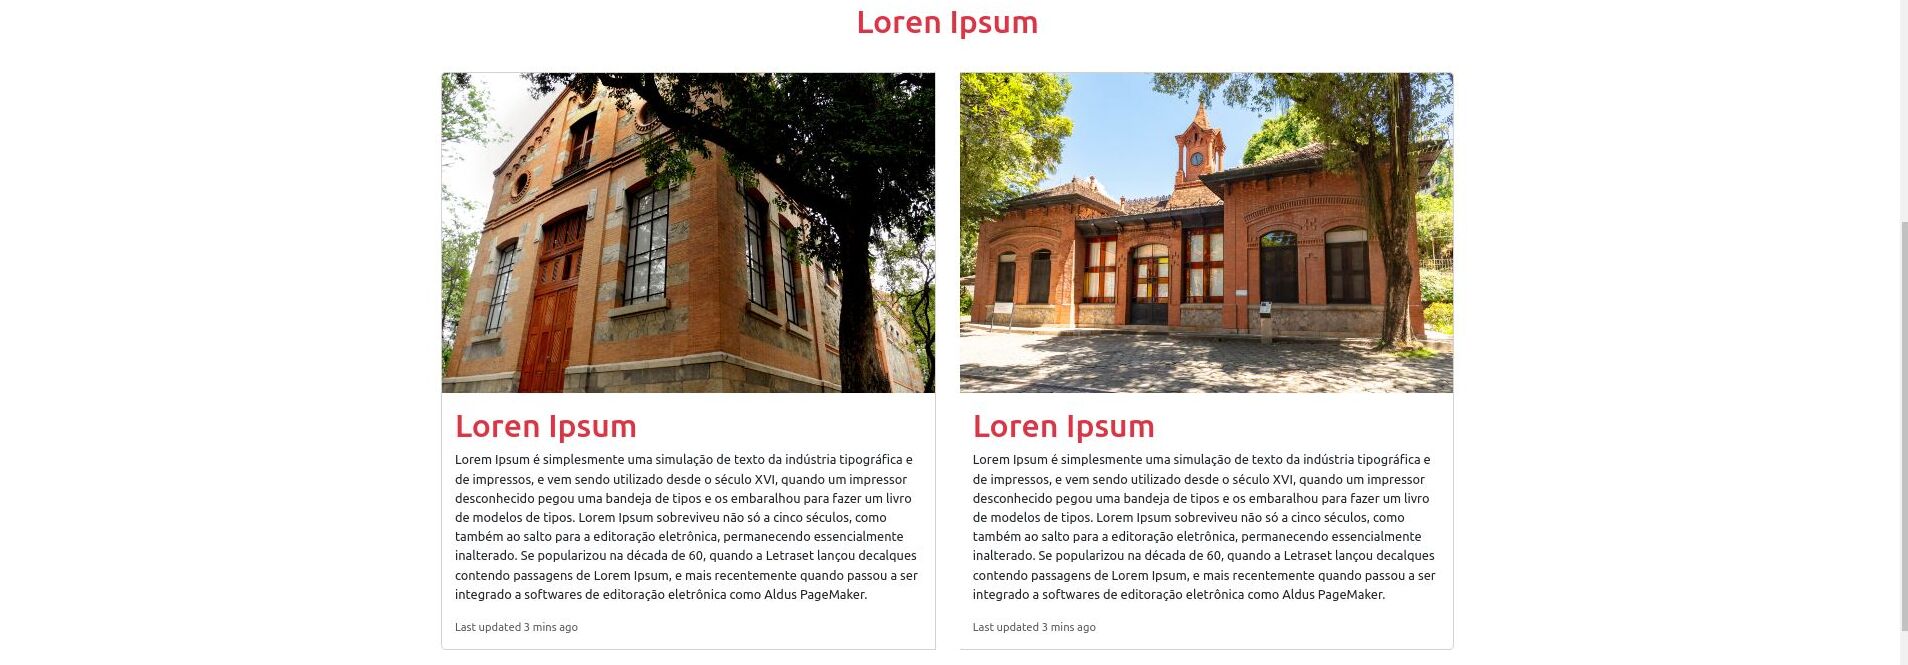 Loren Ipsum
Loren Ipsum
Lorem Ipsum é simplesmente uma simulação de texto da indústria tipográfica e
de impressos, e vem sendo utilizado desde o século XVI, quando um impressor
desconhecido pegou uma bandeja de tipos e os embaralhou para fazer um livro
de modelos de tipos. Lorem Ipsum sobreviveu não só a cinco séculos, como
também ao salto para a editoração eletrônica, permanecendo essencialmente
inalterado. Se popularizou na década de 60, quando a Letraset lançou decalques
contendo passagens de Lorem Ipsum, e mais recentemente quando passou a ser
integrado a softwares de editoração eletrônica como Aldus PageMaker.
Last updated 3 mins ago
Loren Ipsum
Lorem Ipsum é simplesmente uma simulação de texto da indústria tipográfica e
de impressos, e vem sendo utilizado desde o século XVI, quando um impressor
desconhecido pegou uma bandeja de tipos e os embaralhou para fazer um livro
de modelos de tipos. Lorem Ipsum sobreviveu não só a cinco séculos, como
também ao salto para a editoração eletrônica, permanecendo essencialmente
inalterado. Se popularizou na década de 60, quando a Letraset lançou decalques
contendo passagens de Lorem Ipsum, e mais recentemente quando passou a ser
integrado a softwares de editoração eletrônica como Aldus PageMaker.
Last updated 3 mins ago